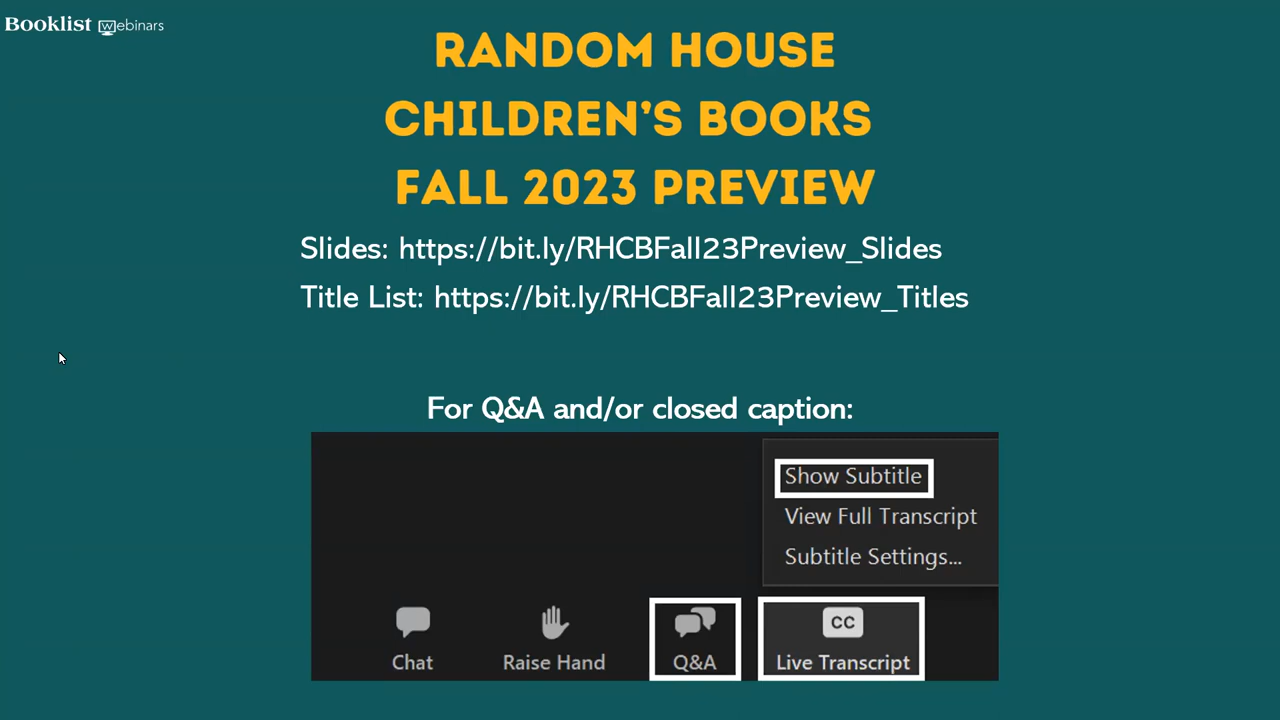 Booklist Webinars
RANDOM HOUSE
CHILDREN'S BOOKS
FALL 2023 PREVIEW
Slides: https://bit.ly/RHCBFall23Preview_Slides
Title List: https://bit.ly/RHCBFall23Preview_Titles
For Q&A and/or closed caption:
Show Subtitle
View Full Transcript
Subtitle Settings...
CC
Chat Raise Hand Q&A Live Transcript